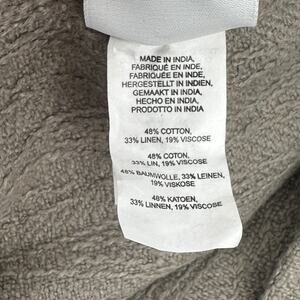 MADE IN INDIA,
FABRIQUÉ EN INDE,
FABRICADO EN INDE,
HERGESTELLT IN INDIEN,
GEMAAKT IN INDIA,
HECHO EN INDIA,
PRODOTTO IN INDIA
48% COTTON,
33% LINEN, 19% VISCOSE
48% COTON,
33% LIN, 19% VISCOSE
48% BAUMWOLLE, 33% LEINEN,
19% VISKOSE
48% KATOEN,
33% LINNEN, 19% VISCOSE